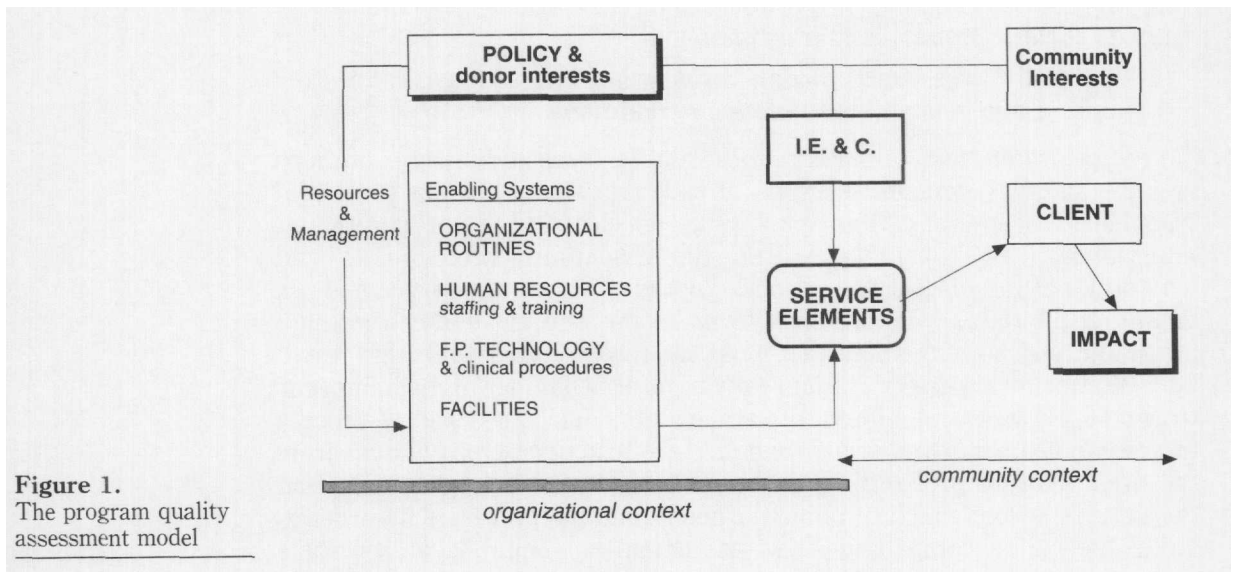 POLICY &
donor interests
Community
Interests
I.E. & C.
Resources
&
Management
Enabling Systems
ORGANIZATIONAL
ROUTINES
HUMAN RESOURCES
staffing & training
F.P. TECHNOLOGY
& clinical procedures
FACILITIES
CLIENT
SERVICE
ELEMENTS
IMPACT
community context
organizational context
Figure 1.
The program quality
assessment model